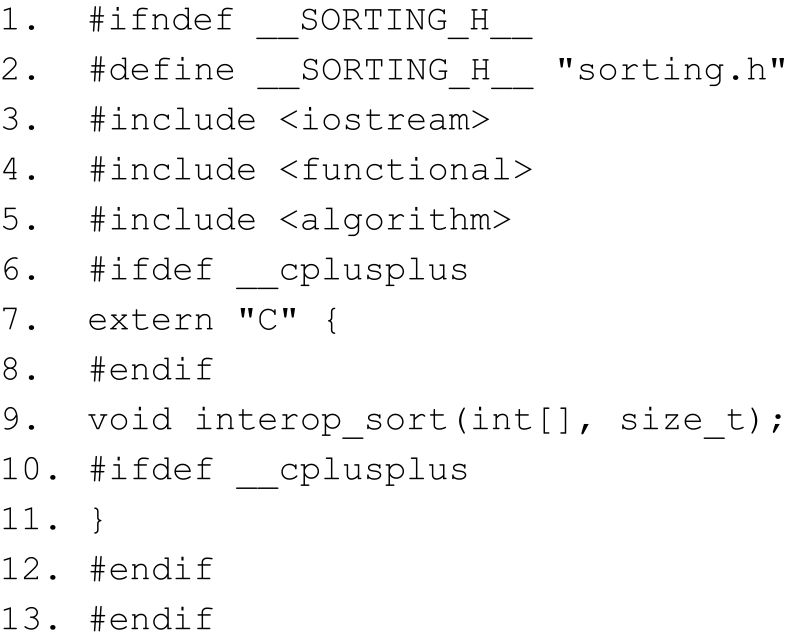 1. #ifndef __SORTING_H__
2. #define __SORTING_H__ "sorting.h"
3. #include <iostream>
4. #include <functional>
5. #include <algorithm>
6. #ifdef __cplusplus
7. extern "C" {
8. #endif
9. void interop_sort(int[], size_t);
10. #ifdef __cplusplus
11. }
12. #endif
13. #endif